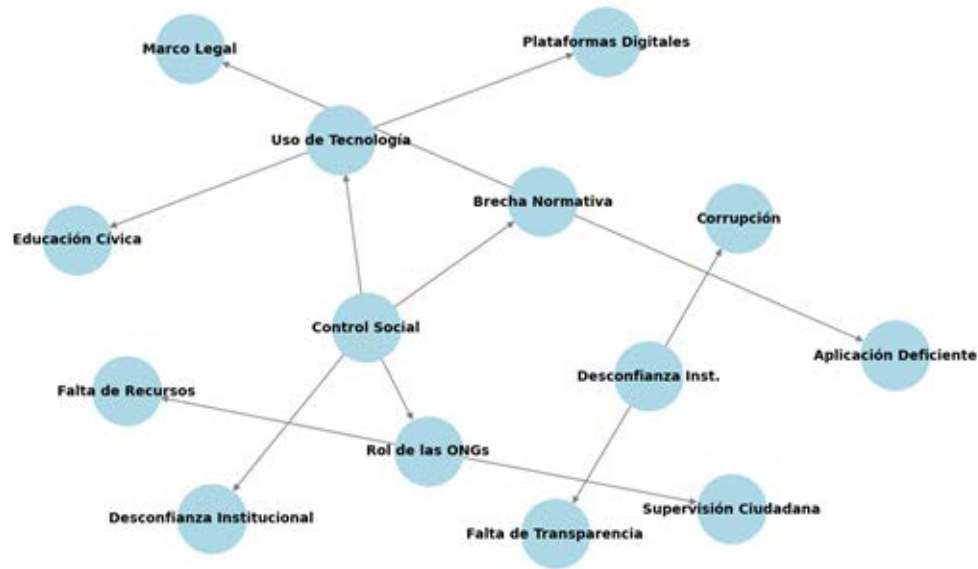 Marco Legal
Plataformas Digitales
Uso de Tecnología
Brecha Normativa
Corrupción
Educación Cívica
Control Social
Aplicación Deficiente
Desconfianza Inst.
Falta de Recursos
Rol de las ONGs
Supervisión Ciudadana
Desconfianza Institucional
Falta de Transparencia